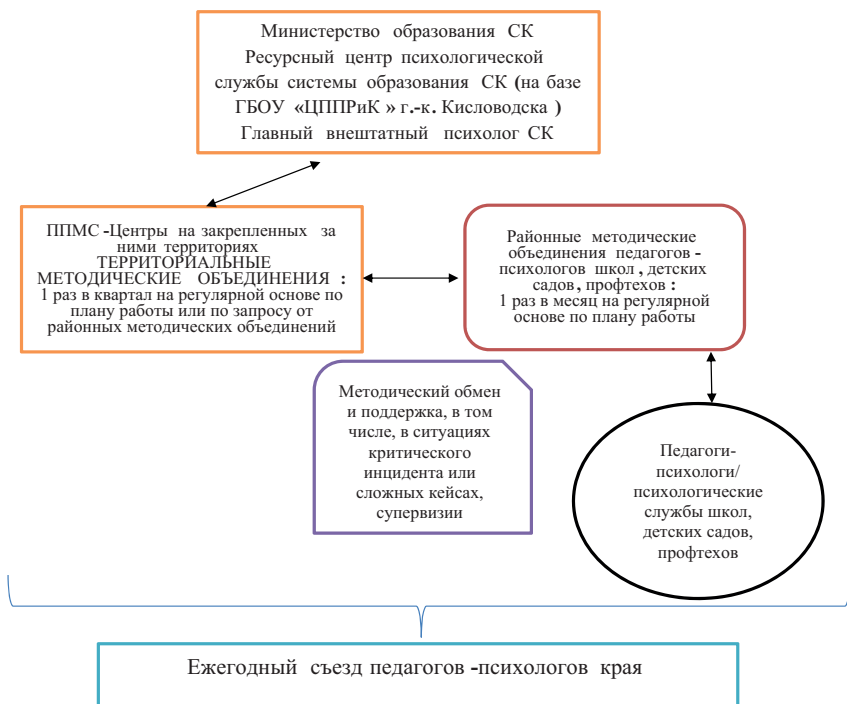 Министерство образования СК
Ресурсный центр психологической
службы системы образования СК (на базе
ГБОУ «ЦППРиК» г.-к. Кисловодска)
Главный внештатный психолог СК
ППМС-Центры на закрепленных за
ними территориях
ТЕРРИТОРИАЛЬНЫЕ
МЕТОДИЧЕСКИЕ ОБЪЕДИНЕНИЯ:
1 раз в квартал на регулярной основе по
плану работы или по запросу от
районных методических объединений
Районные методические
объединения педагогов-
психологов школ, детских
садов, профтехов:
1 раз в месяц на регулярной
основе по плану работы
Методический обмен
и поддержка, в том
числе, в ситуациях
критического
инцидента или
сложных кейсах,
супервизии
Педагоги-
психологи/
психологические
службы школ,
детских садов,
профтехов
Ежегодный съезд педагогов-психологов края